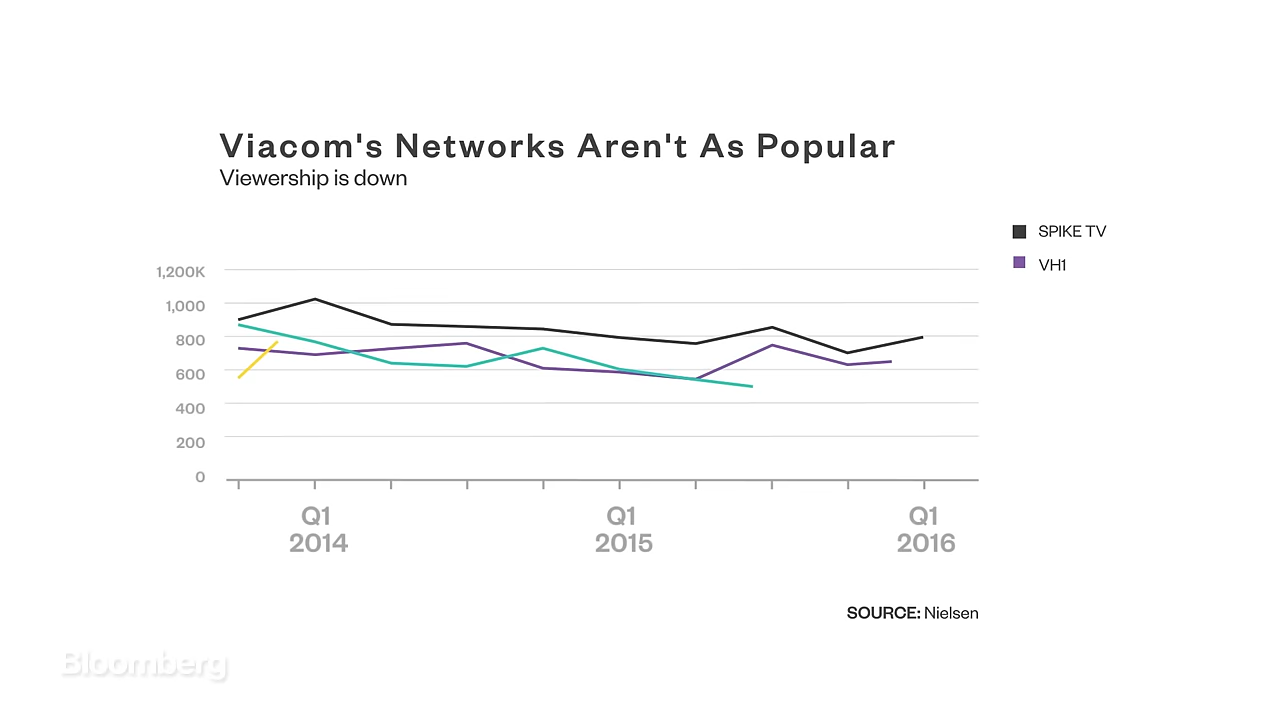 Viacom's Networks Aren't As Popular
Viewership is down
SPIKE TV
VH1
1,200K
1,000
800
600
400
200
0
Q1
2014
Q1
2015
Q1
2016
SOURCE: Nielsen
Bloomberg